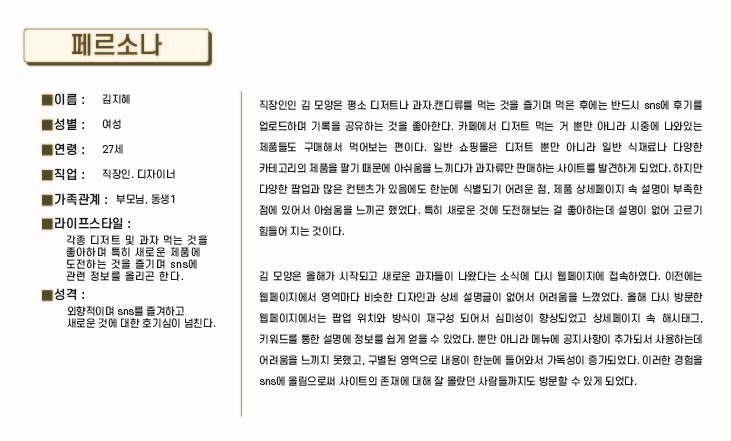 페르소나
■이름 : 김지혜
■성별 : 여성
■연령 : 27세
■직업 : 직장인. 디자이너
■가족관계 : 부모님. 동생1
■라이프스타일 :
각종 디저트 및 과자 먹는 것을
좋아하며 특히 새로운 제품에
도전하는 것을 즐기며 sns에
관련 정보를 올리곤 한다.
■성격 :
외향적이며 sns를 즐겨하고
새로운 것에 대한 호기심이 넘친다.
직장인인 김 모양은 평소 디저트나 과자.캔디류를 먹는 것을 즐기며 먹은 후에는 반드시 sns에 후기를
업로드하며 기록을 공유하는 것을 좋아한다. 카페에서 디저트 먹는 거 뿐만 아니라 시중에 나와있는
제품들도 구매해서 먹어보는 편이다. 일반 쇼핑몰은 디저트 뿐만 아니라 일반 식재료나 다양한
카테고리의 제품을 팔기 때문에 아쉬움을 느끼다가 과자류만 판매하는 사이트를 발견하게 되었다. 하지만
다양한 팝업과 많은 컨텐츠가 있음에도 한눈에 식별되기 어려운 점, 제품 상세페이지 속 설명이 부족한
점에 있어서 아쉼움을 느끼곤 했었다. 특히 새로운 것에 도전해보는 걸 좋아하는데 설명이 없어 고르기
힘들어 지는 것이다.
김 모양은 올해가 시작되고 새로운 과자들이 나왔다는 소식에 다시 웹페이지에 접속하였다. 이전에는
웹페이지에서 영역마다 비슷한 디자인과 상세 설명글이 없어서 어려움을 느꼈었다. 올해 다시 방문한
웹페이지에서는 팝업 위치와 방식이 재구성 되어서 심미성이 향상되었고 상세페이지 속 해시태그.
키워드를 통한 설명에 정보를 쉽게 얻을 수 있었다. 뿐만 아니라 메뉴에 공지사항이 추가되서 사용하는데
어려움을 느끼지 못했고, 구별된 영역으로 내용이 한눈에 들어와서 가독성이 증가되었다. 이러한 경험을
sns에 올림으로써 사이트의 존재에 대해 잘 몰랐던 사람들까지도 방문할 수 있게 되었다.